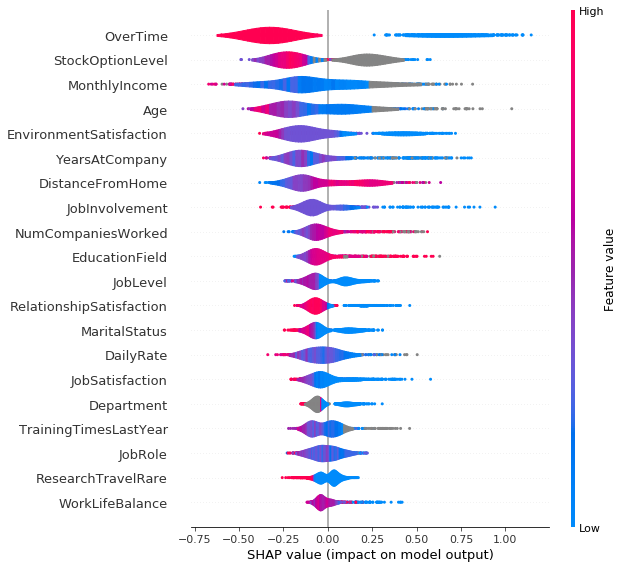 High
OverTime
StockOptionLevel
MonthlyIncome
Age
EnvironmentSatisfaction
YearsAtCompany
DistanceFromHome
JobInvolvement
NumCompaniesWorked
EducationField
JobLevel
RelationshipSatisfaction
MaritalStatus
DailyRate
JobSatisfaction
Department
TrainingTimesLastYear
JobRole
ResearchTravelRare
WorkLifeBalance
Feature value
Low
−0.75 −0.50 −0.25 0.00 0.25 0.50 0.75 1.00
SHAP value (impact on model output)